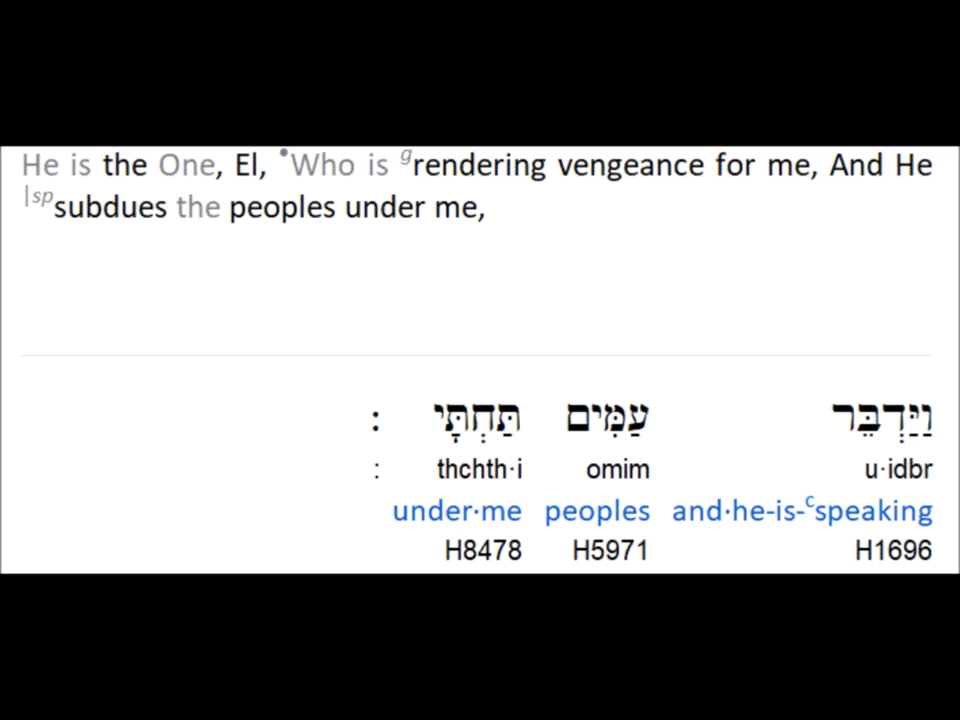 He is the One, El, •Who is ᵍrendering vengeance for me, And He
|spsubdues the peoples under me,
וַיַּדְבֵּר עַמִּים תַּחְתָּי :
u·idbr omim thchth·i :
and·he-is-ᶜspeaking peoples under·me
H1696 H5971 H8478